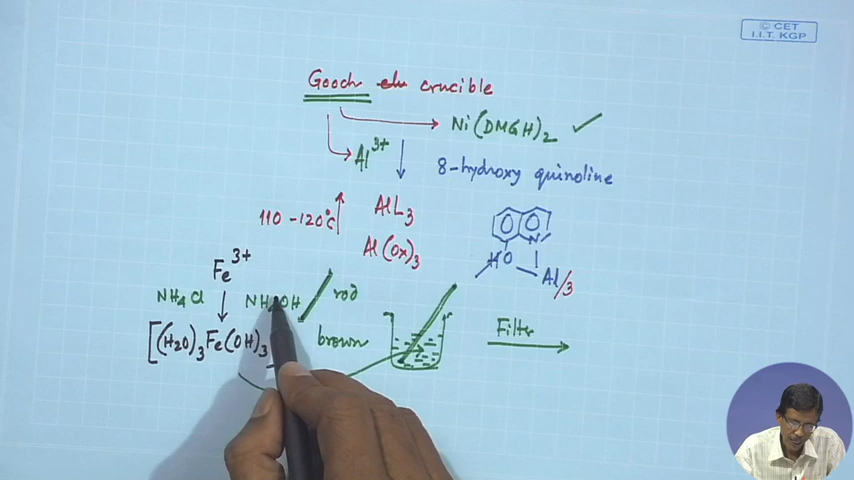 © CET
I.I.T. KGP
Gooch crucible
Ni(DMGH)2 ✓
Al3+
8-hydroxy quinoline
110-120°C
AlL3
Al(Ox)3
N
HO
Al/3
Fe3+
NH4Cl
NH4OH
rod
[(H2O)3Fe(OH)3
brown
Filter